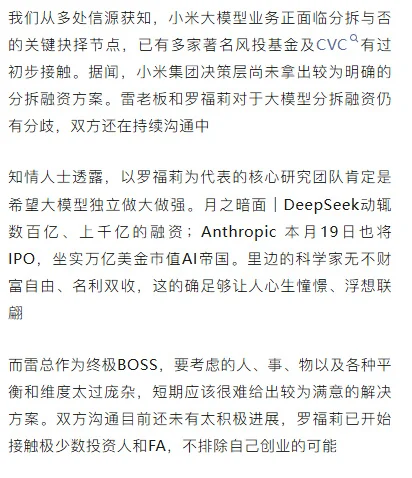 我们从多处信源获知，小米大模型业务正面临分拆与否
的关键抉择节点，已有多家著名风投基金及CVC有过
初步接触。据闻，小米集团决策层尚未拿出较为明确的
分拆融资方案。雷老板和罗福莉对于大模型分拆融资仍
有分歧，双方还在持续沟通中
知情人士透露，以罗福莉为代表的核心研究团队肯定是
希望大模型独立做大做强。月之暗面｜DeepSeek动辄
数百亿、上千亿的融资；Anthropic 本月19日也将
IPO，坐实万亿美金市值AI帝国。里边的科学家无不财
富自由、名利双收，这的确足够让人心生憧憬、浮想联
翩
而雷总作为终极BOSS，要考虑的人、事、物以及各种平
衡和维度太过庞杂，短期应该很难给出较为满意的解决
方案。双方沟通目前还未有太积极进展，罗福莉已开始
接触极少数投资人和FA，不排除自己创业的可能